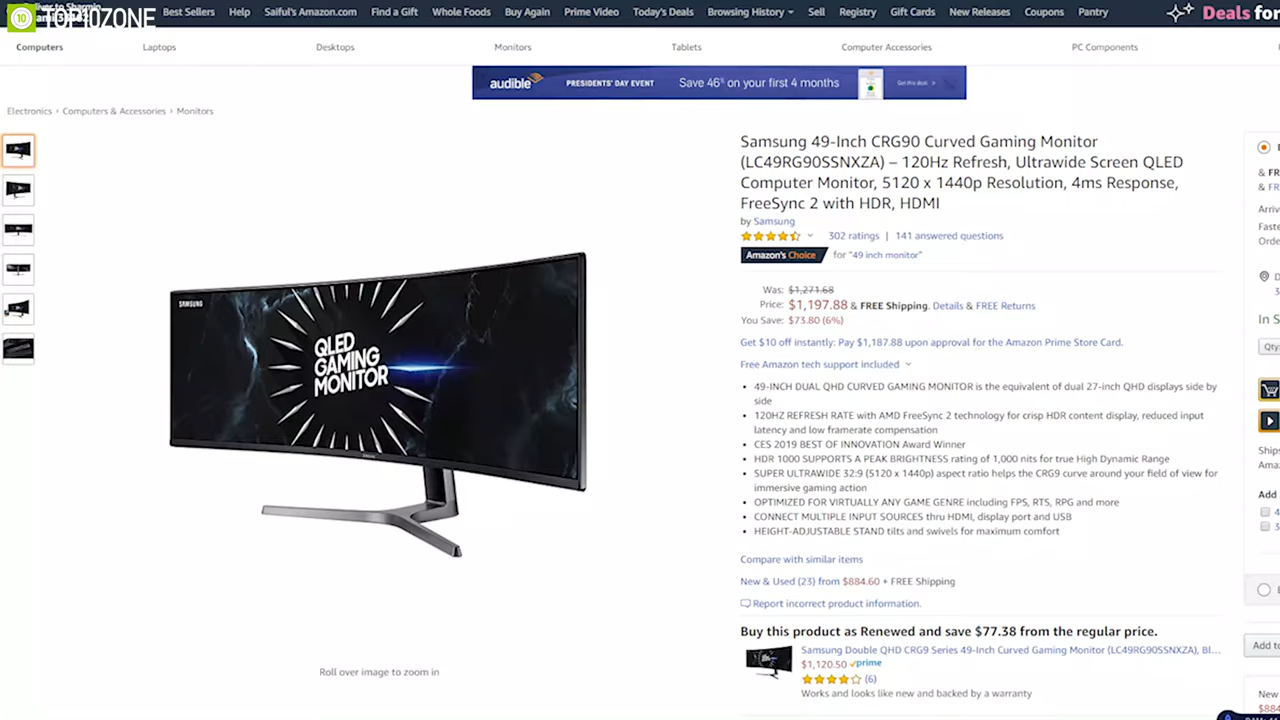 TOP10ZONE
Best Sellers
Help
Saiful's Amazon.com
Find a Gift
Buy Again
Prime Video
Today's Deals
Sell
Registry
Gift Cards
New Releases
Coupons
Pantry
Deals for
Computers
Laptops
Desktops
Monitors
Tablets
Computer Accessories
PC Components
audible
PRESIDENTS' DAY EVENT
Save 46% on your first 4 months
Get this deal >
Electronics › Computers & Accessories › Monitors
SAMSUNG
QLED
GAMING
MONITOR
Roll over image to zoom in
Samsung 49-Inch CRG90 Curved Gaming Monitor
(LC49RG90SSNXZA) – 120Hz Refresh, Ultrawide Screen QLED
Computer Monitor, 5120 x 1440p Resolution, 4ms Response,
FreeSync 2 with HDR, HDMI
by Samsung
302 ratings | 141 answered questions
Amazon's Choice for "49 inch monitor"
Was: $1,271.68
Price: $1,197.88 & FREE Shipping. Details & FREE Returns
You Save: $73.80 (6%)
Get $10 off instantly: Pay $1,187.88 upon approval for the Amazon Prime Store Card.
Free Amazon tech support included
• 49-INCH DUAL QHD CURVED GAMING MONITOR is the equivalent of dual 27-inch QHD displays side by
side
• 120HZ REFRESH RATE with AMD FreeSync 2 technology for crisp HDR content display, reduced input
latency and low framerate compensation
• CES 2019 BEST OF INNOVATION Award Winner
• HDR 1000 SUPPORTS A PEAK BRIGHTNESS rating of 1,000 nits for true High Dynamic Range
• SUPER ULTRAWIDE 32:9 (5120 x 1440p) aspect ratio helps the CRG9 curve around your field of view for
immersive gaming action
• OPTIMIZED FOR VIRTUALLY ANY GAME GENRE including FPS, RTS, RPG and more
• CONNECT MULTIPLE INPUT SOURCES thru HDMI, display port and USB
• HEIGHT-ADJUSTABLE STAND tilts and swivels for maximum comfort
Compare with similar items
New & Used (23) from $884.60 + FREE Shipping
Report incorrect product information.
Buy this product as Renewed and save $77.38 from the regular price.
Samsung Double QHD CRG9 Series 49-Inch Curved Gaming Monitor (LC49RG90SSNXZA), Bl...
$1,120.50 prime
(6)
Works and looks like new and backed by a warranty
& FR
& FR
Arriv
Faste
Orde
In S
Qty:
Ships
Amaz
Add
Add to
New